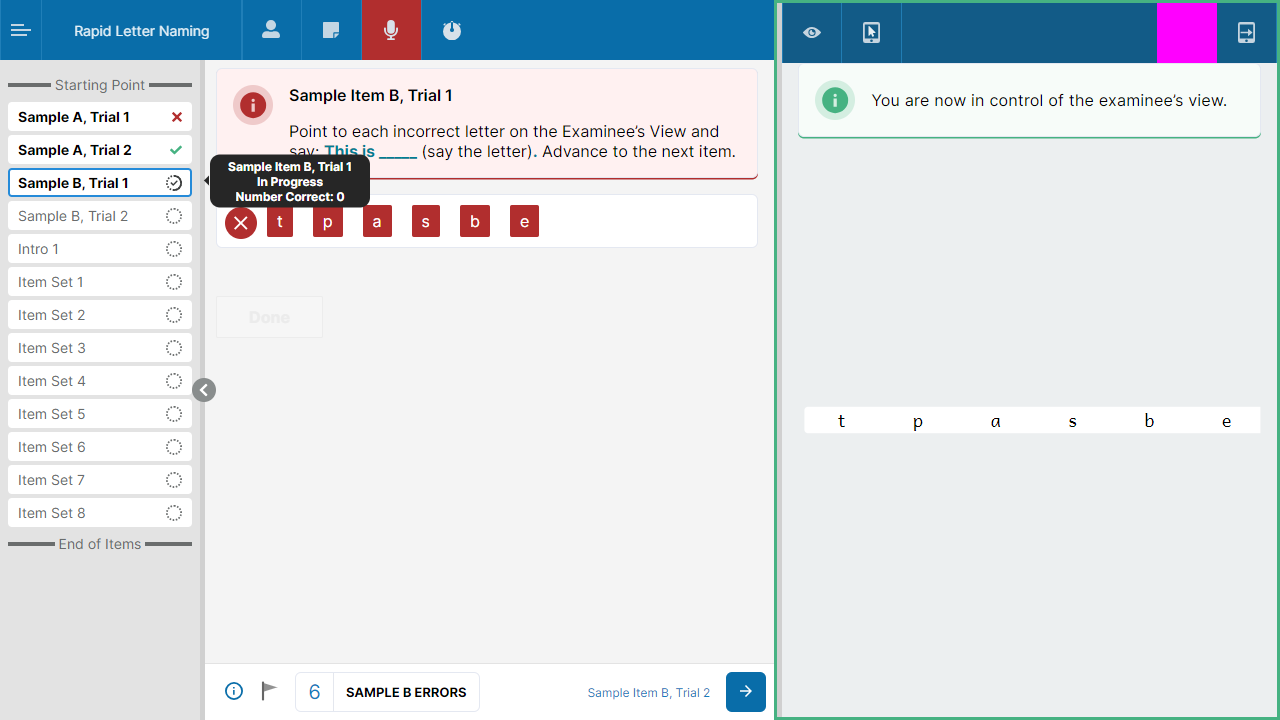 Rapid Letter Naming
Starting Point
Sample A, Trial 1
Sample A, Trial 2
Sample B, Trial 1
Sample B, Trial 2
Intro 1
Item Set 1
Item Set 2
Item Set 3
Item Set 4
Item Set 5
Item Set 6
Item Set 7
Item Set 8
End of Items
Sample Item B, Trial 1
In Progress
Number Correct: 0
Sample Item B, Trial 1
Point to each incorrect letter on the Examinee’s View and
say: This is _____ (say the letter). Advance to the next item.
t p a s b e
Done
6 SAMPLE B ERRORS
Sample Item B, Trial 2
You are now in control of the examinee’s view.
t p a s b e